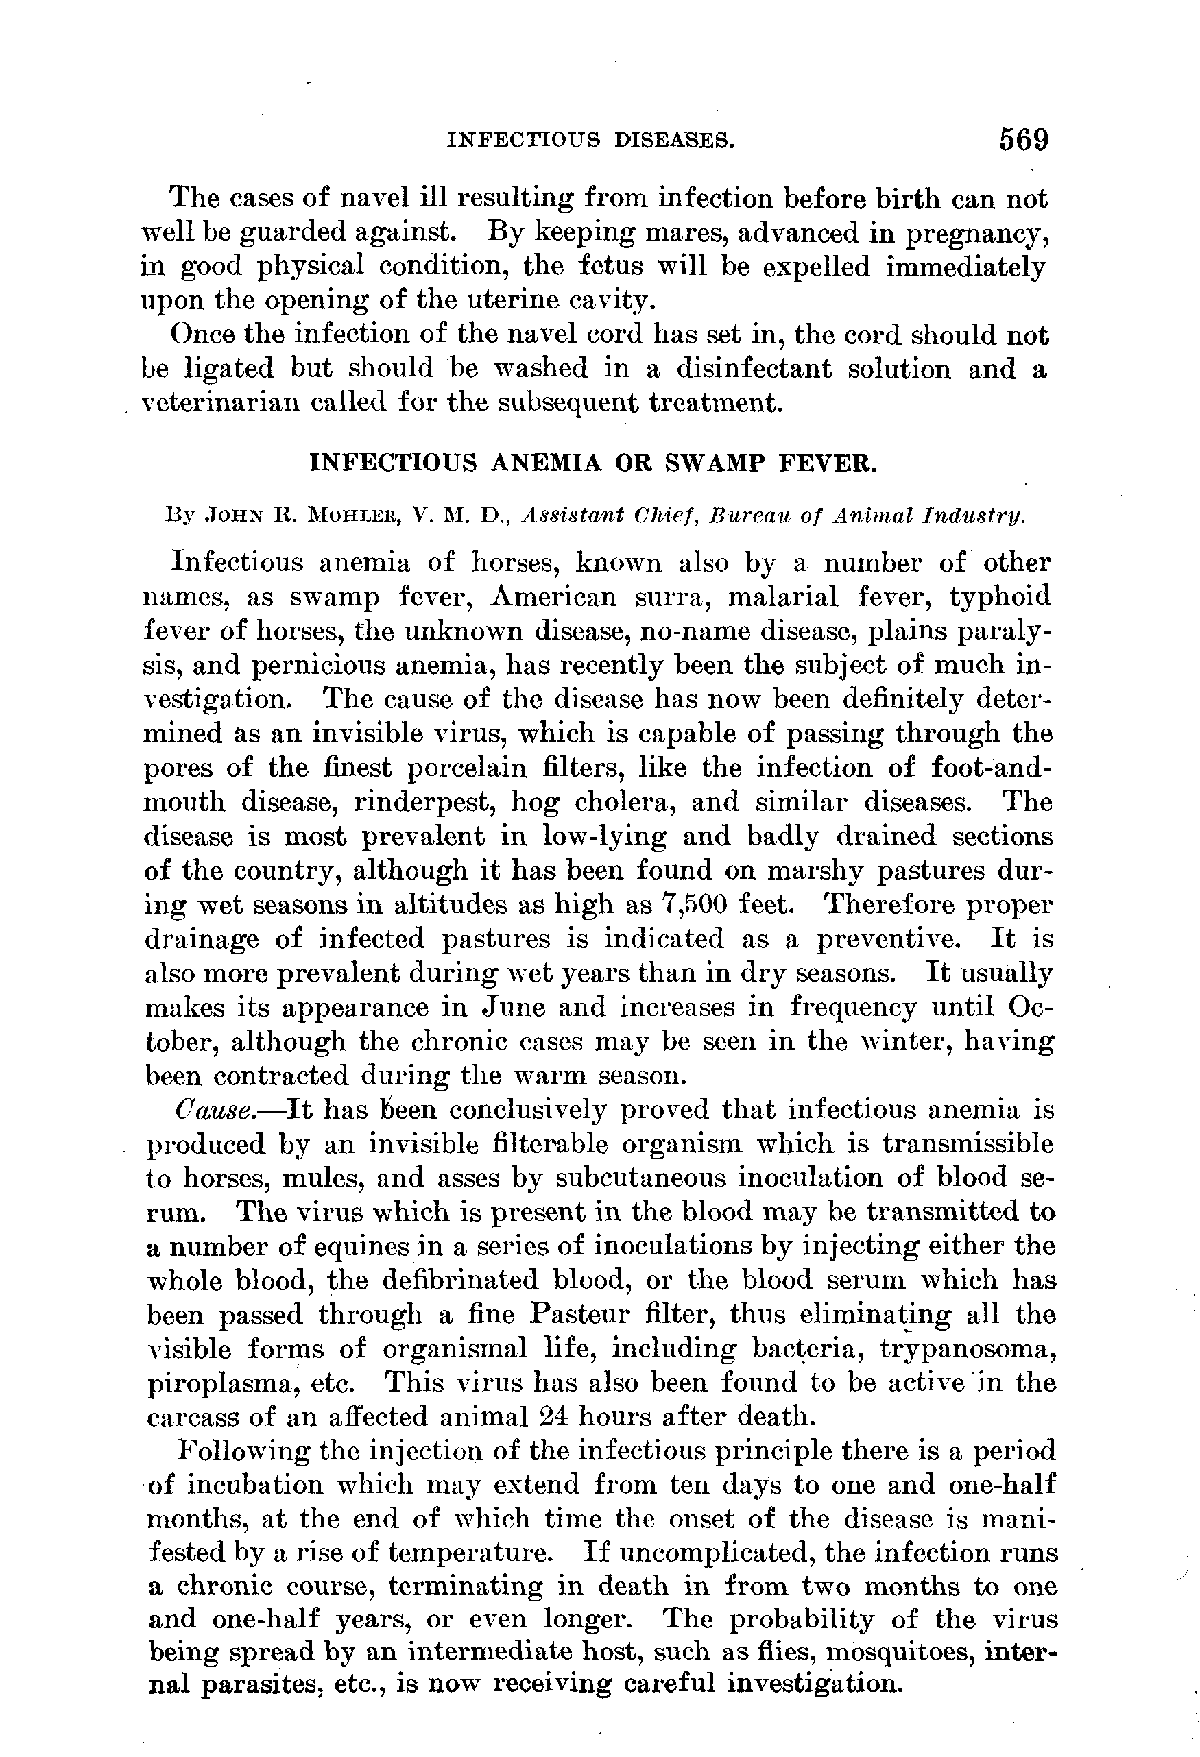 INFECTIOUS DISEASES. 569
The cases of navel ill resulting from infection before birth can not
well be guarded against. By keeping mares, advanced in pregnancy,
in good physical condition, the fetus will be expelled immediately
upon the opening of the uterine cavity.
Once the infection of the navel cord has set in, the cord should not
be ligated but should be washed in a disinfectant solution and a
veterinarian called for the subsequent treatment.
INFECTIOUS ANEMIA OR SWAMP FEVER.
By JOHN R. MOHLER, V. M. D., Assistant Chief, Bureau of Animal Industry.
Infectious anemia of horses, known also by a number of other
names, as swamp fever, American surra, malarial fever, typhoid
fever of horses, the unknown disease, no-name disease, plains paraly-
sis, and pernicious anemia, has recently been the subject of much in-
vestigation. The cause of the disease has now been definitely deter-
mined as an invisible virus, which is capable of passing through the
pores of the finest porcelain filters, like the infection of foot-and-
mouth disease, rinderpest, hog cholera, and similar diseases. The
disease is most prevalent in low-lying and badly drained sections
of the country, although it has been found on marshy pastures dur-
ing wet seasons in altitudes as high as 7,500 feet. Therefore proper
drainage of infected pastures is indicated as a preventive. It is
also more prevalent during wet years than in dry seasons. It usually
makes its appearance in June and increases in frequency until Oc-
tober, although the chronic cases may be seen in the winter, having
been contracted during the warm season.
Cause.—It has been conclusively proved that infectious anemia is
produced by an invisible filterable organism which is transmissible
to horses, mules, and asses by subcutaneous inoculation of blood se-
rum. The virus which is present in the blood may be transmitted to
a number of equines in a series of inoculations by injecting either the
whole blood, the defibrinated blood, or the blood serum which has
been passed through a fine Pasteur filter, thus eliminating all the
visible forms of organismal life, including bacteria, trypanosoma,
piroplasma, etc. This virus has also been found to be active in the
carcass of an affected animal 24 hours after death.
Following the injection of the infectious principle there is a period
of incubation which may extend from ten days to one and one-half
months, at the end of which time the onset of the disease is mani-
fested by a rise of temperature. If uncomplicated, the infection runs
a chronic course, terminating in death in from two months to one
and one-half years, or even longer. The probability of the virus
being spread by an intermediate host, such as flies, mosquitoes, inter-
nal parasites, etc., is now receiving careful investigation.